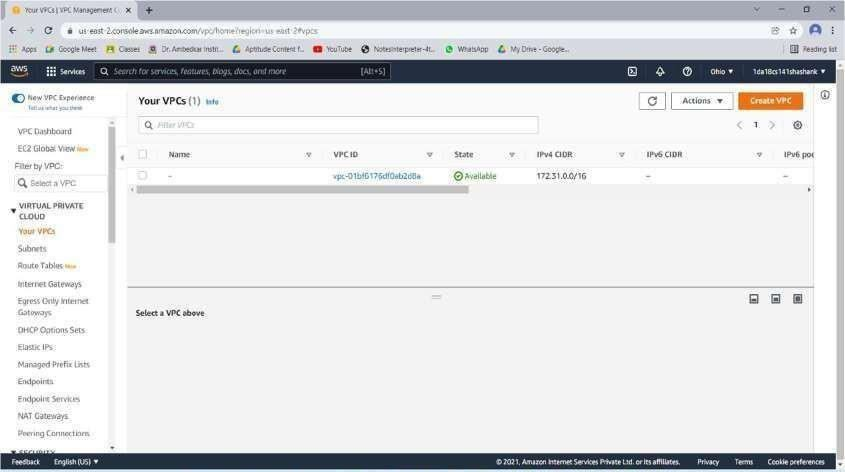 Your VPCs | VPC Management C
us-east-2.console.aws.amazon.com/vpc/home?region=us-east-2#vpcs
Apps Google Meet Classes Dr. Ambedkar Insti... Aptitude Content f... YouTube NotesInterpreter-4t... WhatsApp My Drive - Google... Reading list
aws Services Search for services, features, blogs, docs, and more [Alt+S] Ohio ▼ 1da18cs141shashank ▼
New VPC Experience
Tell us what you think
VPC Dashboard
EC2 Global View New
Filter by VPC:
Select a VPC
VIRTUAL PRIVATE
CLOUD
Your VPCs
Subnets
Route Tables New
Internet Gateways
Egress Only Internet
Gateways
DHCP Options Sets
Elastic IPs
Managed Prefix Lists
Endpoints
Endpoint Services
NAT Gateways
Peering Connections
SECURITY
Your VPCs (1) Info
Actions ▼ Create VPC
Filter VPCs
1
Name VPC ID State IPv4 CIDR IPv6 CIDR IPv6 poo
– vpc-01bf6176df0ab2d8a Available 172.31.0.0/16 – –
Select a VPC above
Feedback English (US) ▼ © 2021, Amazon Internet Services Private Ltd. or its affiliates. Privacy Terms Cookie preferences